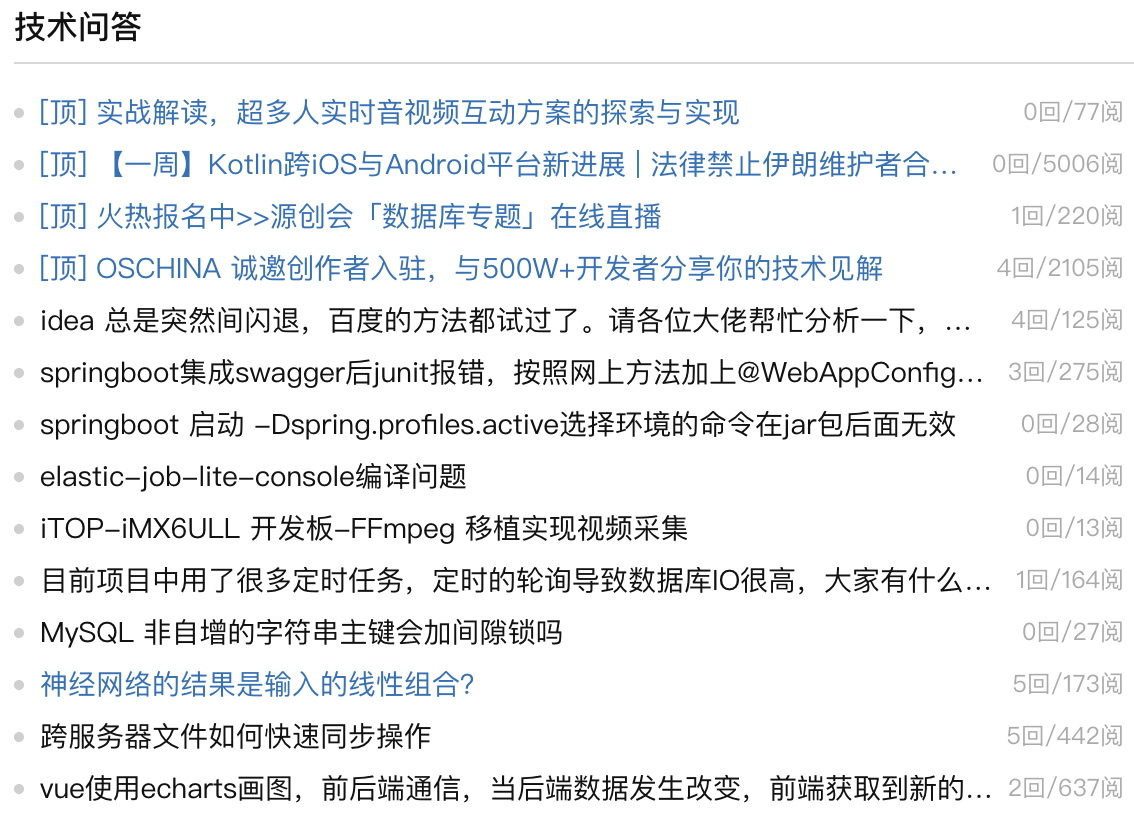 技术问答
[顶] 实战解读，超多人实时音视频互动方案的探索与实现 0回/77阅
[顶] 【一周】Kotlin跨iOS与Android平台新进展 | 法律禁止伊朗维护者合... 0回/5006阅
[顶] 火热报名中>>源创会「数据库专题」在线直播 1回/220阅
[顶] OSCHINA 诚邀创作者入驻，与500W+开发者分享你的技术见解 4回/2105阅
idea 总是突然间闪退，百度的方法都试过了。请各位大佬帮忙分析一下，... 4回/125阅
springboot集成swagger后junit报错，按照网上方法加上@WebAppConfig... 3回/275阅
springboot 启动 -Dspring.profiles.active选择环境的命令在jar包后面无效 0回/28阅
elastic-job-lite-console编译问题 0回/14阅
iTOP-iMX6ULL 开发板-FFmpeg 移植实现视频采集 0回/13阅
目前项目中用了很多定时任务，定时的轮询导致数据库IO很高，大家有什么... 1回/164阅
MySQL 非自增的字符串主键会加间隙锁吗 0回/27阅
神经网络的结果是输入的线性组合? 5回/173阅
跨服务器文件如何快速同步操作 5回/442阅
vue使用echarts画图，前后端通信，当后端数据发生改变，前端获取到新的... 2回/637阅